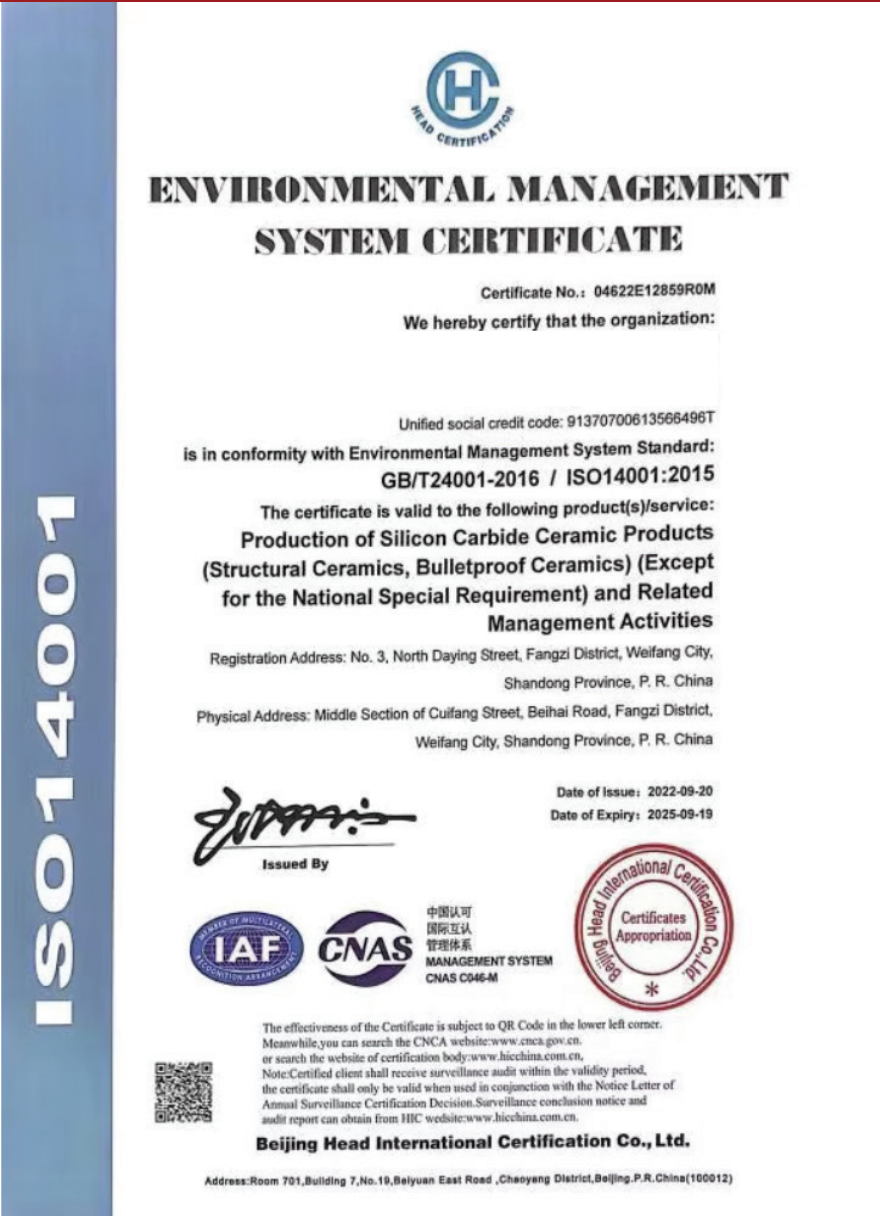 HC
HEAD CERTIFICATION
ENVIRONMENTAL MANAGEMENT
SYSTEM CERTIFICATE
Certificate No.: 04622E12859R0M
We hereby certify that the organization:
Unified social credit code: 91370700613566496T
is in conformity with Environmental Management System Standard:
GB/T24001-2016 / ISO14001:2015
The certificate is valid to the following product(s)/service:
Production of Silicon Carbide Ceramic Products
(Structural Ceramics, Bulletproof Ceramics) (Except
for the National Special Requirement) and Related
Management Activities
Registration Address: No. 3, North Daying Street, Fangzi District, Weifang City,
Shandong Province, P. R. China
Physical Address: Middle Section of Cuifang Street, Beihai Road, Fangzi District,
Weifang City, Shandong Province, P. R. China
Date of Issue: 2022-09-20
Date of Expiry: 2025-09-19
Issued By
ISO14001
MEMBER OF MULTILATERAL
IAF
RECOGNITION ARRANGEMENT
CNAS
中国认可
国际互认
管理体系
MANAGEMENT SYSTEM
CNAS C046-M
Beijing Head International Certification Co.,Ltd.
Certificates
Appropriation
*
The effectiveness of the Certificate is subject to QR Code in the lower left corner.
Meanwhile,you can search the CNCA website:www.cnca.gov.cn.
or search the website of certification body:www.hicchina.com.cn,
Note:Certified client shall receive surveillance audit within the validity period,
the certificate shall only be valid when used in conjunction with the Notice Letter of
Annual Surveillance Certification Decision.Surveillance conclusion notice and
audit report can obtain from HIC wedsite:www.hicchina.com.cn.
Beijing Head International Certification Co., Ltd.
Address:Room 701,Building 7,No.19,Beiyuan East Road ,Chaoyang District,Beijing.P.R.China(100012)